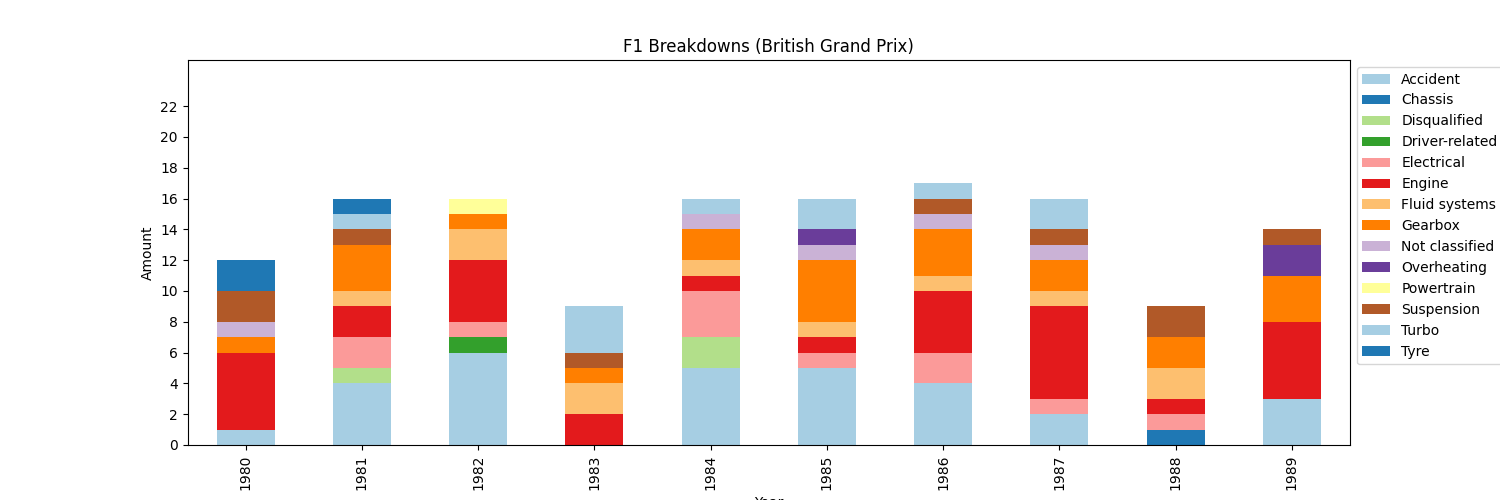 F1 Breakdowns (British Grand Prix)
Amount
22
20
18
16
14
12
10
8
6
4
2
0
1980
1981
1982
1983
1984
1985
1986
1987
1988
1989
Year
Accident
Chassis
Disqualified
Driver-related
Electrical
Engine
Fluid systems
Gearbox
Not classified
Overheating
Powertrain
Suspension
Turbo
Tyre